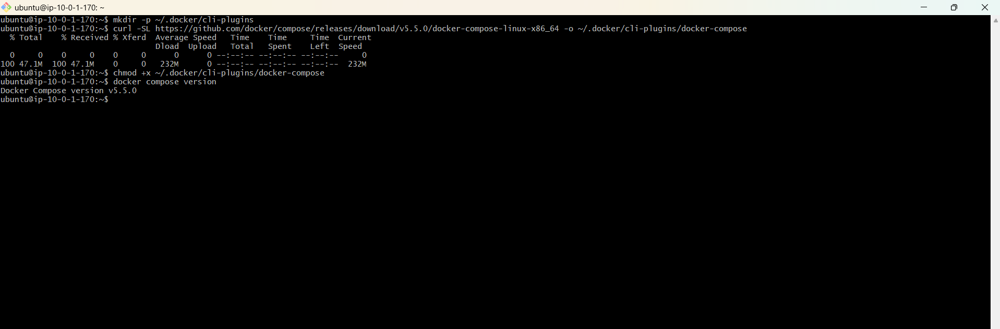 ubuntu@ip-10-0-1-170: ~
ubuntu@ip-10-0-1-170:~$ mkdir -p ~/.docker/cli-plugins
ubuntu@ip-10-0-1-170:~$ curl -SL https://github.com/docker/compose/releases/download/v5.5.0/docker-compose-linux-x86_64 -o ~/.docker/cli-plugins/docker-compose
  % Total    % Received % Xferd  Average Speed   Time    Time     Time  Current
                                 Dload  Upload   Total   Spent    Left  Speed
  0     0    0     0    0     0      0      0 --:--:-- --:--:-- --:--:--     0
100 47.1M  100 47.1M    0     0   232M      0 --:--:-- --:--:-- --:--:--  232M
ubuntu@ip-10-0-1-170:~$ chmod +x ~/.docker/cli-plugins/docker-compose
ubuntu@ip-10-0-1-170:~$ docker compose version
Docker Compose version v5.5.0
ubuntu@ip-10-0-1-170:~$